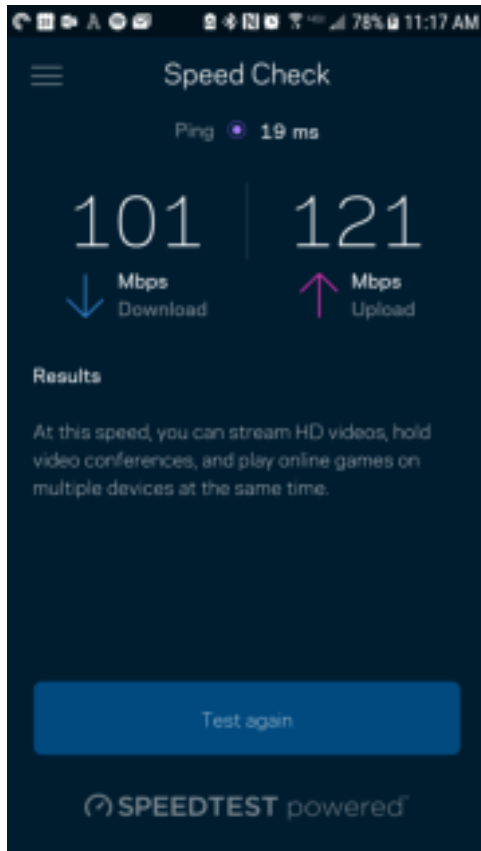 78% 11:17 AM
Speed Check
Ping 19 ms
101 121
Mbps Mbps
Download Upload
Results
At this speed, you can stream HD videos, hold
video conferences, and play online games on
multiple devices at the same time.
Test again
SPEEDTEST powered™